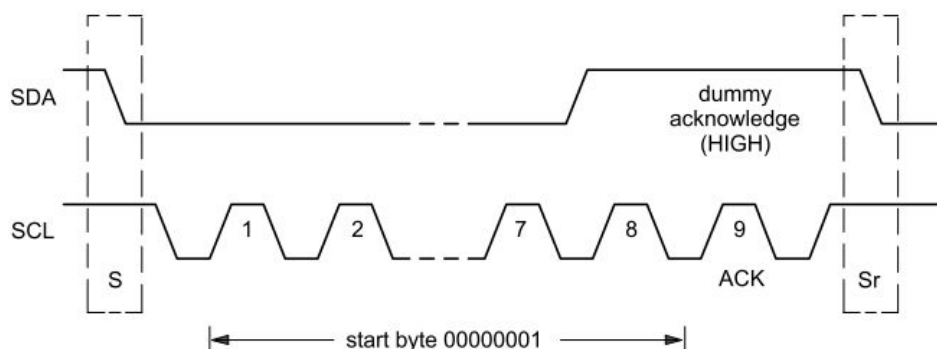 SDA
dummy
acknowledge
(HIGH)
SCL
1
2
7
8
9
S
ACK
Sr
start byte 00000001